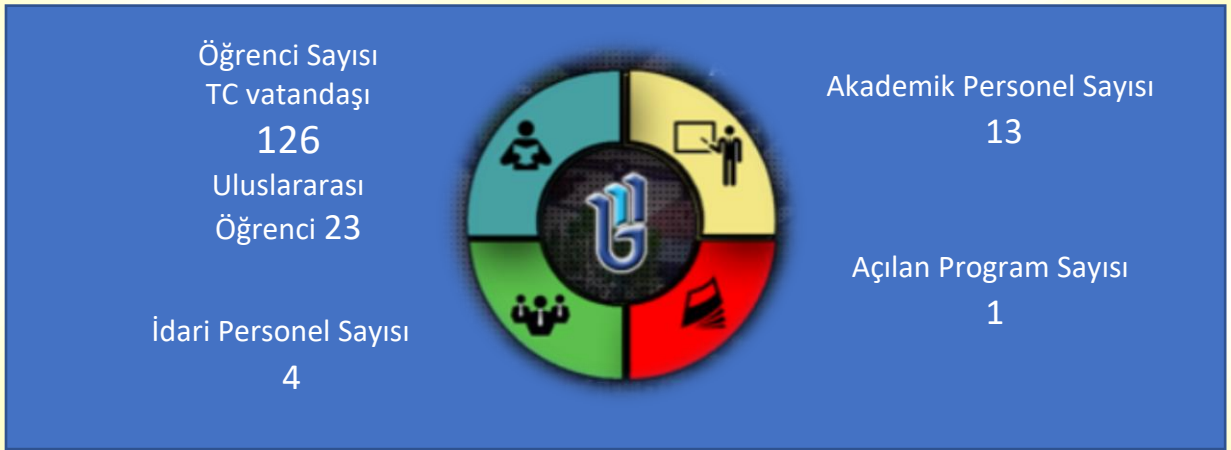 Öğrenci Sayısı
TC vatandaşı
126
Uluslararası
Öğrenci 23
İdari Personel Sayısı
4
Akademik Personel Sayısı
13
Açılan Program Sayısı
1